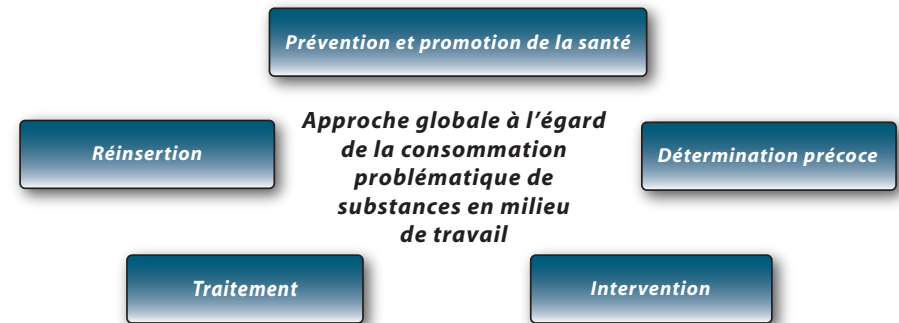 Prévention et promotion de la santé
Approche globale à l'égard
de la consommation
problématique de
substances en milieu
de travail
Réinsertion
Détermination précoce
Traitement
Intervention